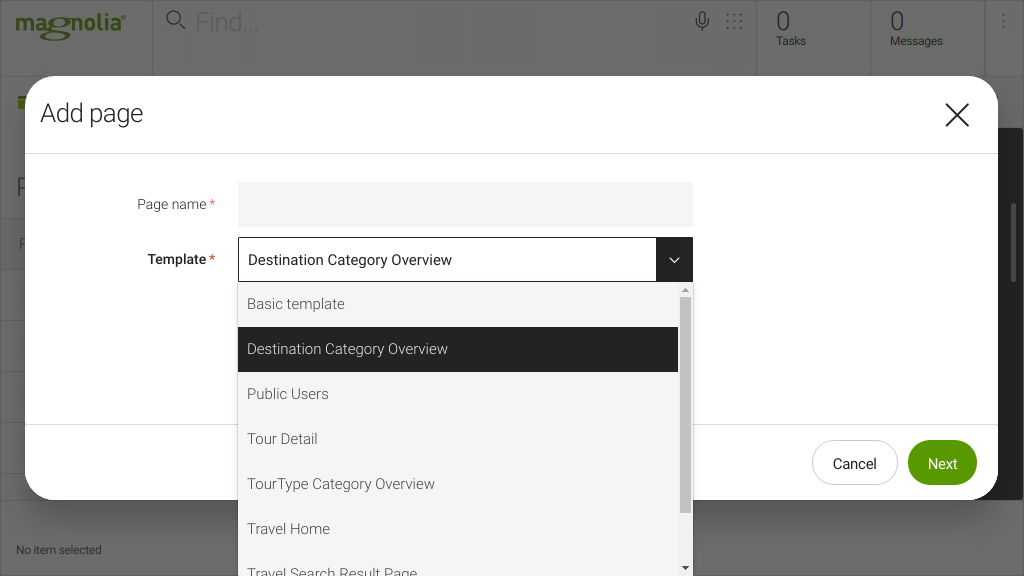 magnolia
Find...
0
Tasks
0
Messages
Add page
Page name *
Template *
Destination Category Overview
Basic template
Destination Category Overview
Public Users
Tour Detail
TourType Category Overview
Travel Home
Travel Search Result Page
Cancel
Next
No item selected